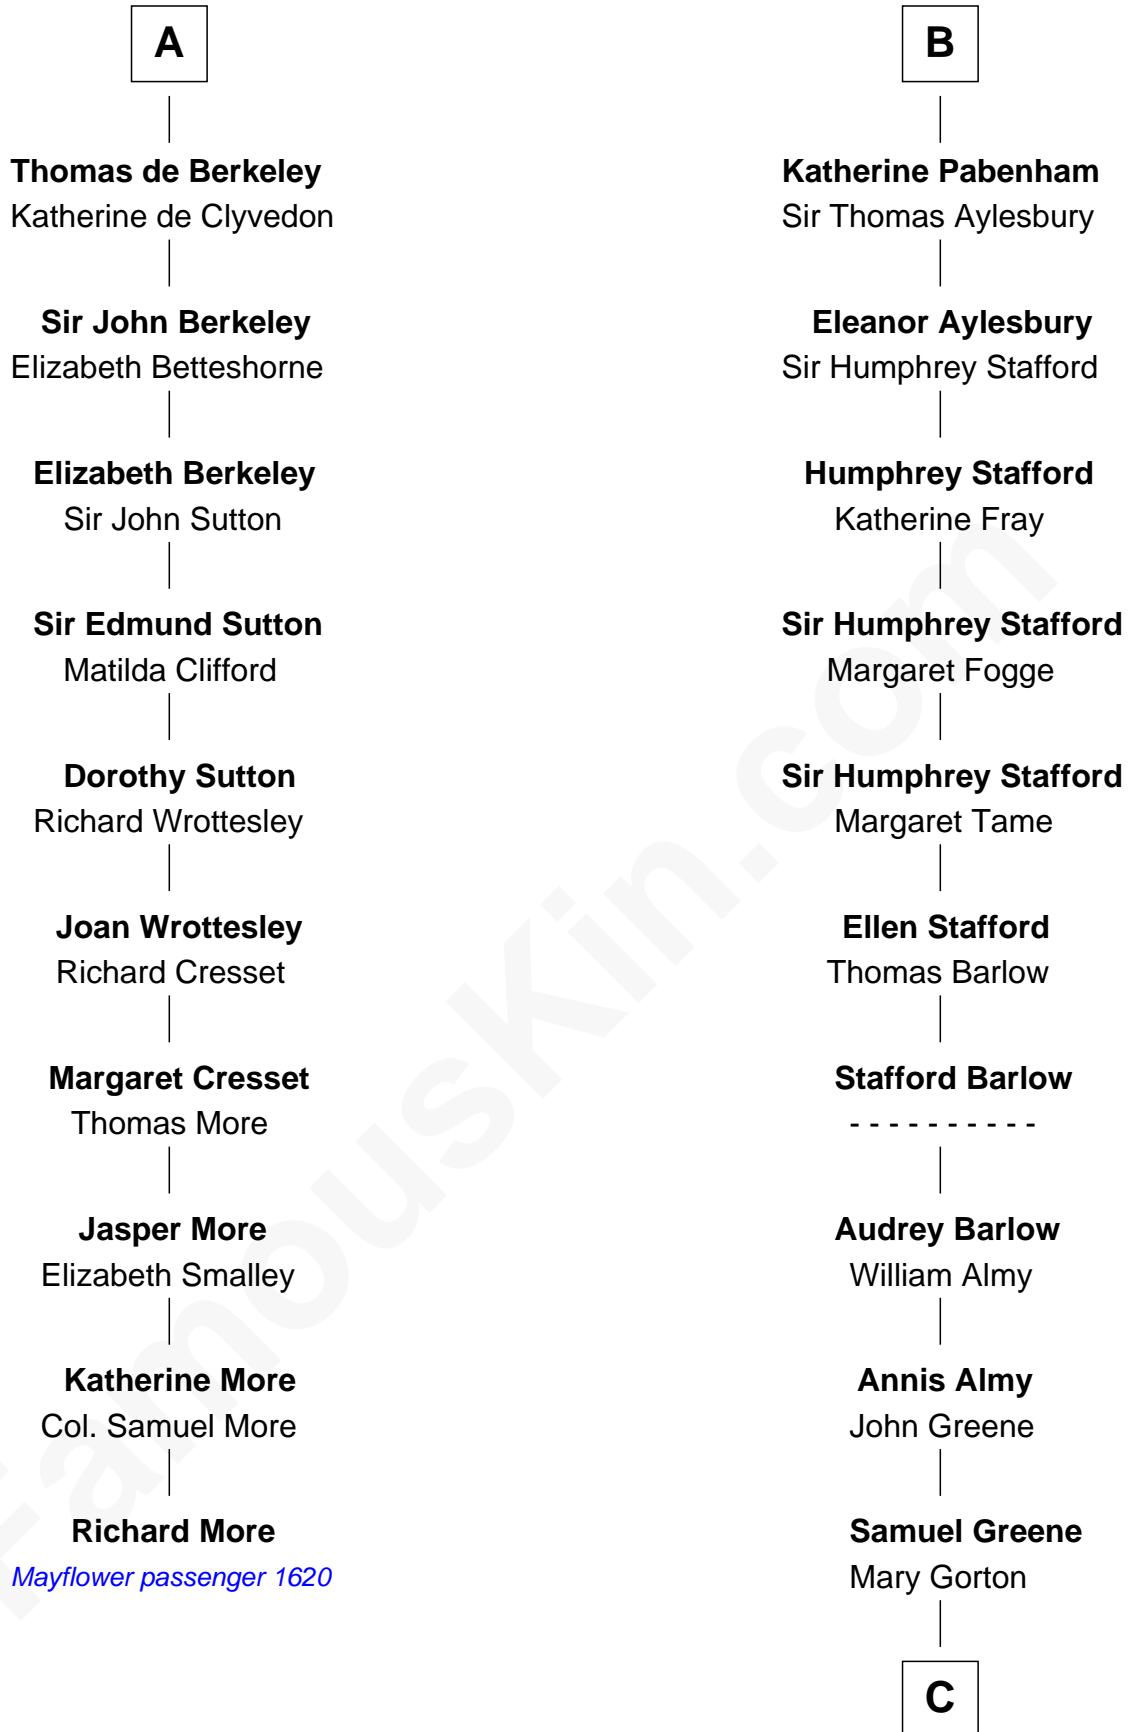 A
Thomas de Berkeley
Katherine de Clyvedon
Sir John Berkeley
Elizabeth Betteshorne
Elizabeth Berkeley
Sir John Sutton
Sir Edmund Sutton
Matilda Clifford
Dorothy Sutton
Richard Wrottesley
Joan Wrottesley
Richard Cresset
Margaret Cresset
Thomas More
Jasper More
Elizabeth Smalley
Katherine More
Col. Samuel More
Richard More
Mayflower passenger 1620
B
Katherine Pabenham
Sir Thomas Aylesbury
Eleanor Aylesbury
Sir Humphrey Stafford
Humphrey Stafford
Katherine Fray
Sir Humphrey Stafford
Margaret Fogge
Sir Humphrey Stafford
Margaret Tame
Ellen Stafford
Thomas Barlow
Stafford Barlow
- - - - - - - - - -
Audrey Barlow
William Almy
Annis Almy
John Greene
Samuel Greene
Mary Gorton
C
FamousKin.com